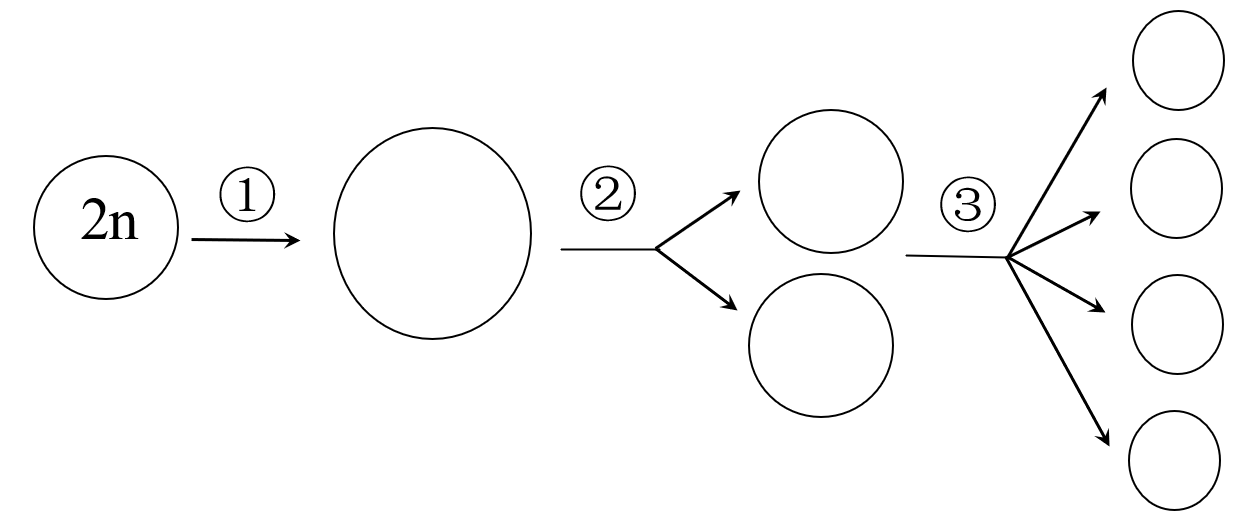 2n
①
②
③